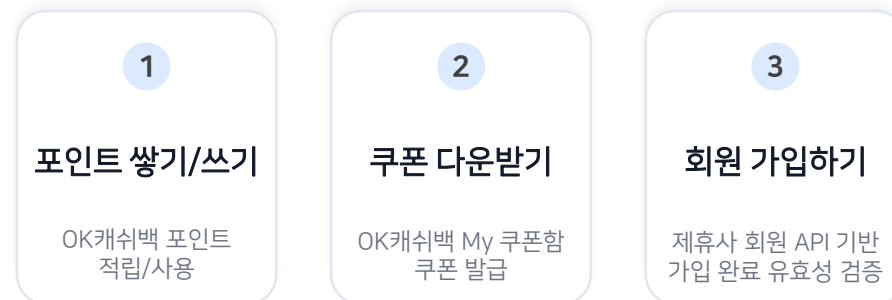 1
포인트 쌓기/쓰기
OK캐쉬백 포인트
적립/사용
2
쿠폰 다운받기
OK캐쉬백 My 쿠폰함
쿠폰 발급
3
회원 가입하기
제휴사 회원 API 기반
가입 완료 유효성 검증